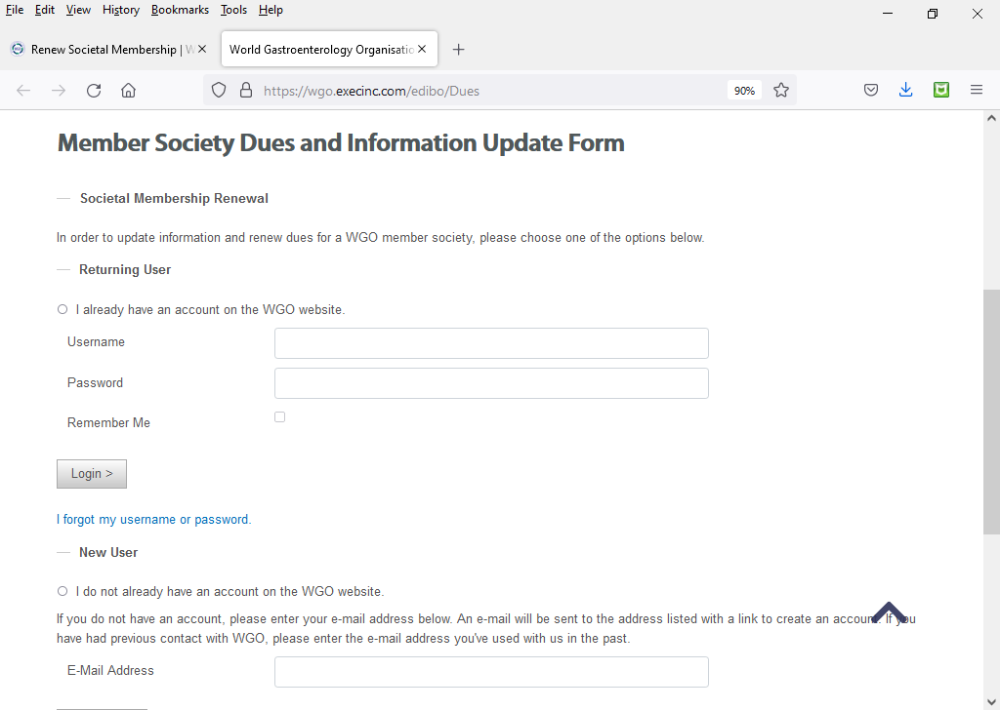 File Edit View History Bookmarks Tools Help
Renew Societal Membership | W
World Gastroenterology Organisatio
https://wgo.execinc.com/edibo/Dues
90%
Member Society Dues and Information Update Form
Societal Membership Renewal
In order to update information and renew dues for a WGO member society, please choose one of the options below.
Returning User
I already have an account on the WGO website.
Username
Password
Remember Me
Login >
I forgot my username or password.
New User
I do not already have an account on the WGO website.
If you do not have an account, please enter your e-mail address below. An e-mail will be sent to the address listed with a link to create an account. If you
have had previous contact with WGO, please enter the e-mail address you've used with us in the past.
E-Mail Address